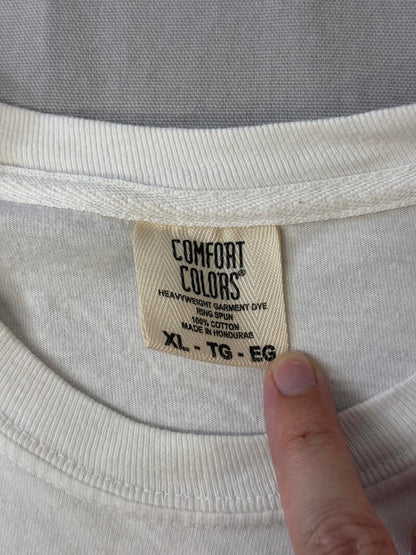 COMFORT
COLORS®
HEAVYWEIGHT GARMENT DYE
RING SPUN
100% COTTON
MADE IN HONDURAS
XL - TG - EG